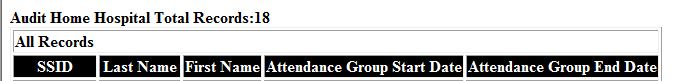 Audit Home Hospital Total Records:18
All Records
SSID Last Name First Name Attendance Group Start Date Attendance Group End Date